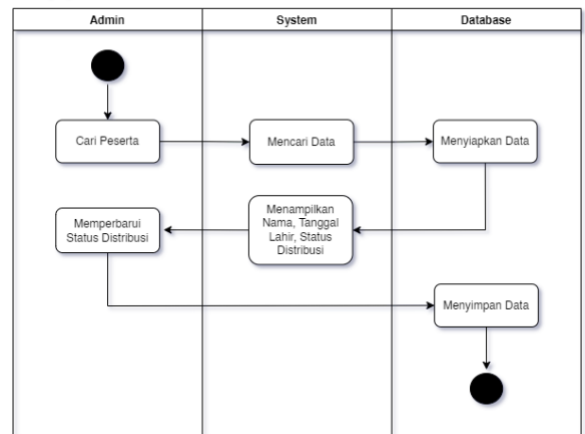 Admin
System
Database
Cari Peserta
Mencari Data
Menyiapkan Data
Memperbarui
Status Distribusi
Menampilkan
Nama, Tanggal
Lahir, Status
Distribusi
Menyimpan Data